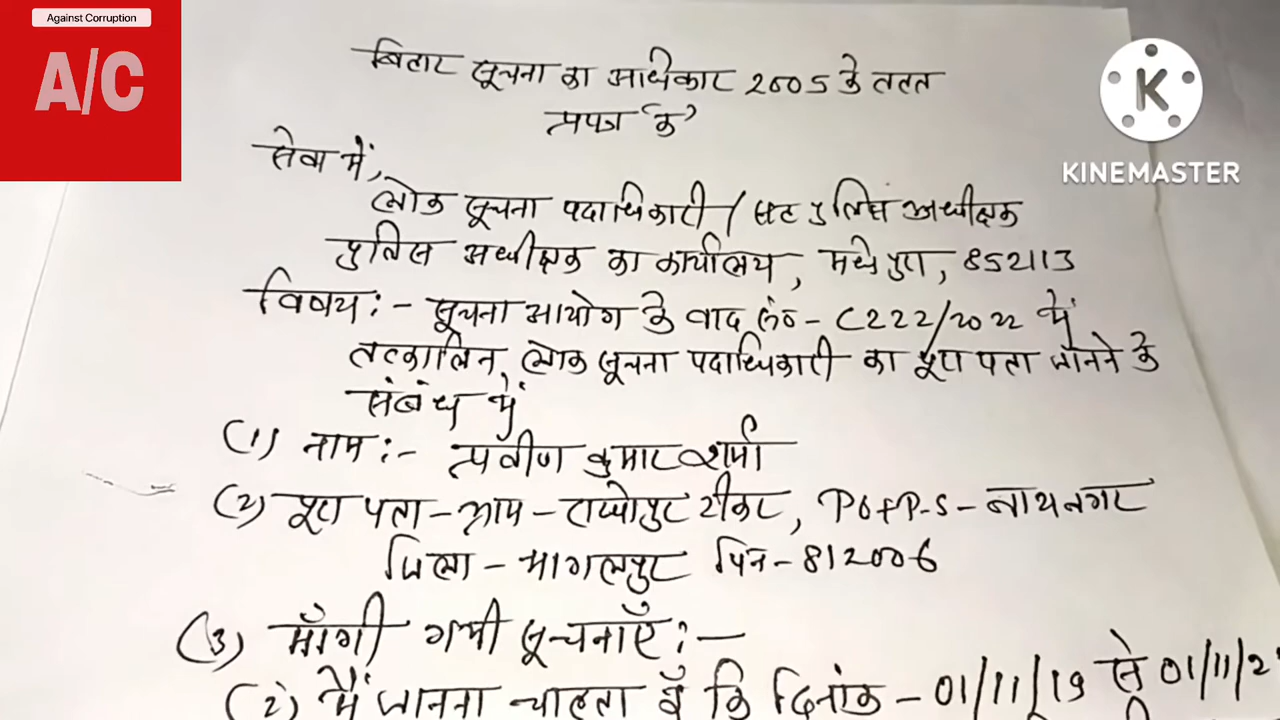 Against Corruption
A/C
K
KINEMASTER
बिहार सूचना का अधिकार 2005 के तहत
प्रपत्र 'क'
सेवा में,
लोक सूचना पदाधिकारी / सह पुलिस अधीक्षक
पुलिस अधीक्षक का कार्यालय, मधेपुरा, 852113
विषय:- सूचना आयोग के वाद सं०- C222/2022 में
तत्कालिन लोक सूचना पदाधिकारी का पूरा पता जानने के
संबंध में
(1) नाम:- प्रवीण कुमार शर्मा
(2) पूरा पता - ग्राम - राघोपुर टीकर, PO+P.S - नाथनगर
जिला - भागलपुर पिन - 812006
(3) माँगी गयी सूचनाएँ:-
(i) मैं जानना चाहता हूँ कि दिनांक - 01/11/19 से 01/11/2